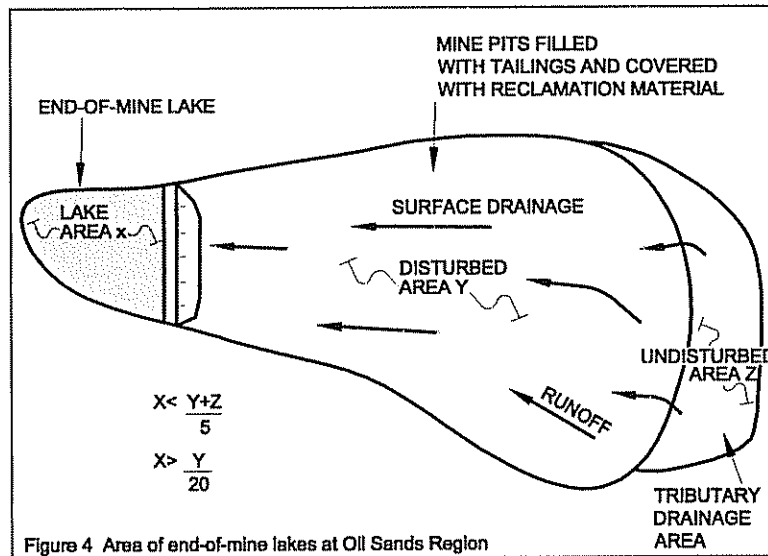 MINE PITS FILLED
WITH TAILINGS AND COVERED
WITH RECLAMATION MATERIAL
END-OF-MINE LAKE
LAKE
AREA x
SURFACE DRAINAGE
DISTURBED
AREA Y
UNDISTURBED
AREA Z
RUNOFF
X< Y+Z
5
X> Y
20
TRIBUTARY
DRAINAGE
AREA
Figure 4 Area of end-of-mine lakes at Oil Sands Region